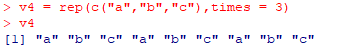 > v4 = rep(c("a","b","c"),times = 3)
> v4
[1] "a" "b" "c" "a" "b" "c" "a" "b" "c"